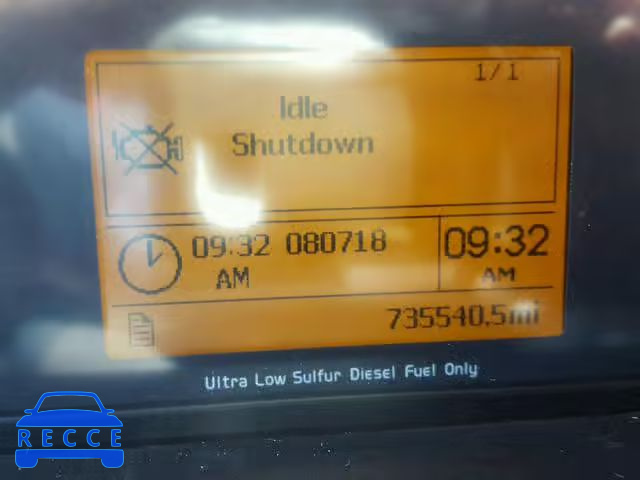 1/1
Idle
Shutdown
09:32 080718
AM
09:32
AM
735540.5mi
Ultra Low Sulfur Diesel Fuel Only
RECCE